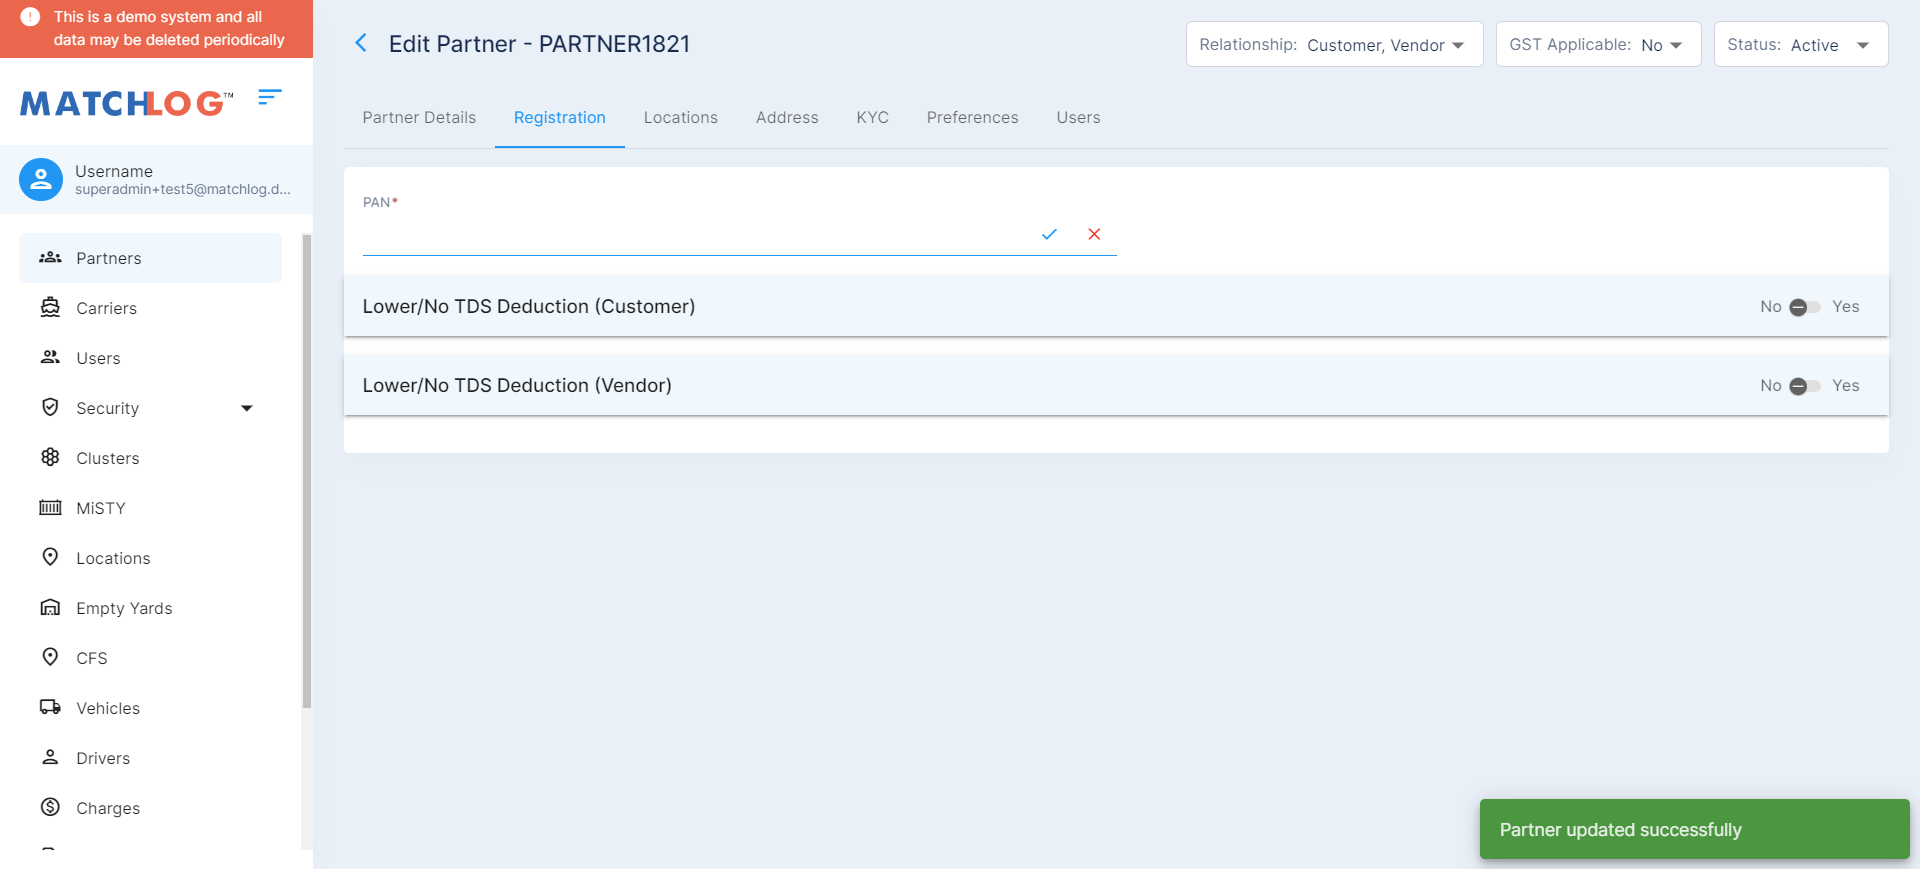 This is a demo system and all
data may be deleted periodically
MATCHLOG™
Username
superadmin+test5@matchlog.d...
Partners
Carriers
Users
Security
Clusters
MiSTY
Locations
Empty Yards
CFS
Vehicles
Drivers
Charges
Edit Partner - PARTNER1821
Relationship: Customer, Vendor
GST Applicable: No
Status: Active
Partner Details
Registration
Locations
Address
KYC
Preferences
Users
PAN*
Lower/No TDS Deduction (Customer)
No Yes
Lower/No TDS Deduction (Vendor)
No Yes
Partner updated successfully